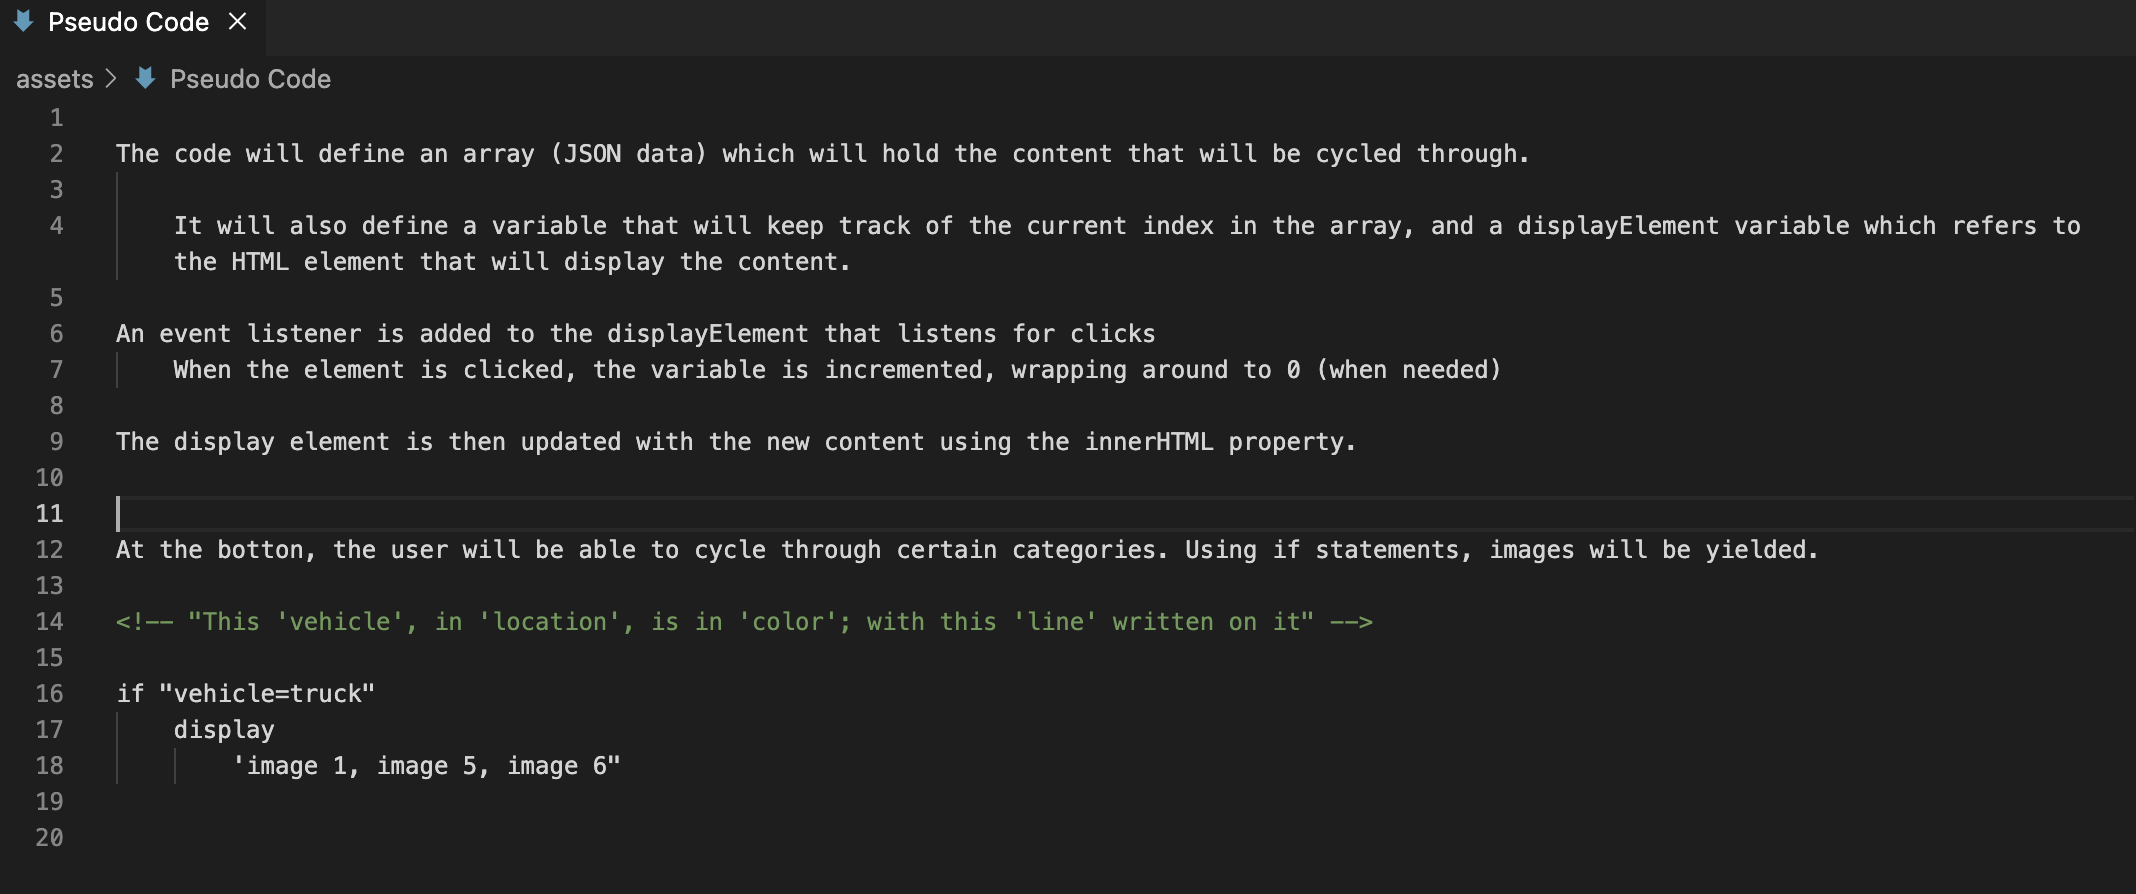 Pseudo Code
assets > Pseudo Code
1
2 The code will define an array (JSON data) which will hold the content that will be cycled through.
3
4 It will also define a variable that will keep track of the current index in the array, and a displayElement variable which refers to
the HTML element that will display the content.
5
6 An event listener is added to the displayElement that listens for clicks
7 When the element is clicked, the variable is incremented, wrapping around to 0 (when needed)
8
9 The display element is then updated with the new content using the innerHTML property.
10
11
12 At the botton, the user will be able to cycle through certain categories. Using if statements, images will be yielded.
13
14 <!-- "This 'vehicle', in 'location', is in 'color'; with this 'line' written on it" -->
15
16 if "vehicle=truck"
17 display
18 'image 1, image 5, image 6"
19
20